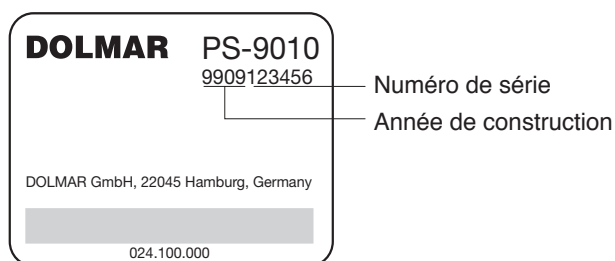 DOLMAR PS-9010
9909123456
Numéro de série
Année de construction
DOLMAR GmbH, 22045 Hamburg, Germany
024.100.000